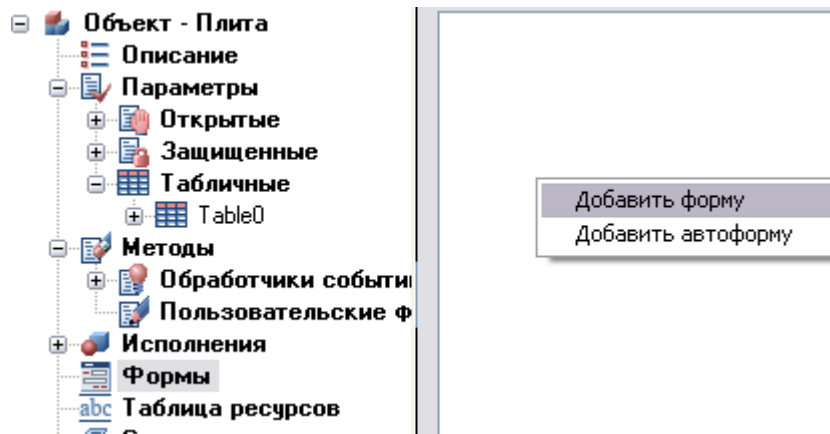 Объект - Плита
Описание
Параметры
Открытые
Защищенные
Табличные
Table0
Методы
Обработчики событи
Пользовательские ф
Исполнения
Формы
abc Таблица ресурсов
Добавить форму
Добавить автоформу